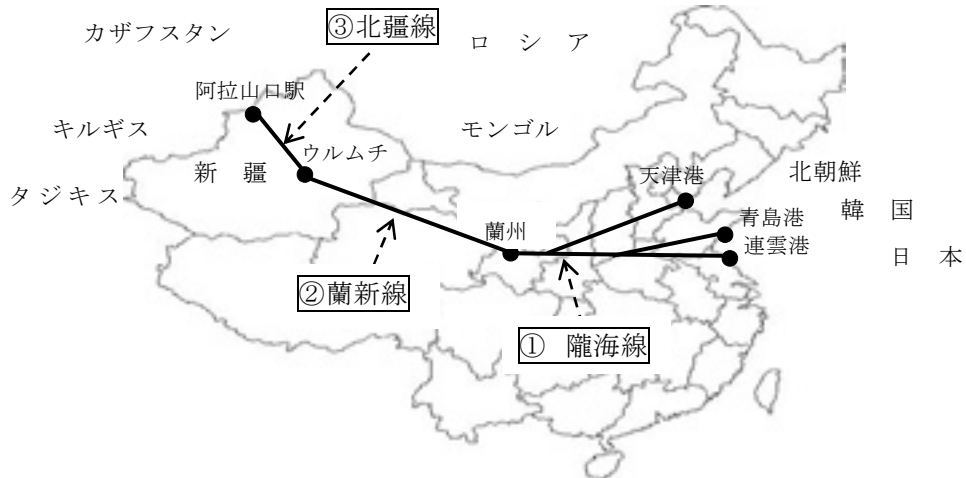 カザフスタン
③北疆線
ロシア
阿拉山口駅
キルギス
ウルムチ
モンゴル
新疆
天津港
北朝鮮
タジキス
青島港
韓国
蘭州
連雲港
日本
②蘭新線
① 隴海線